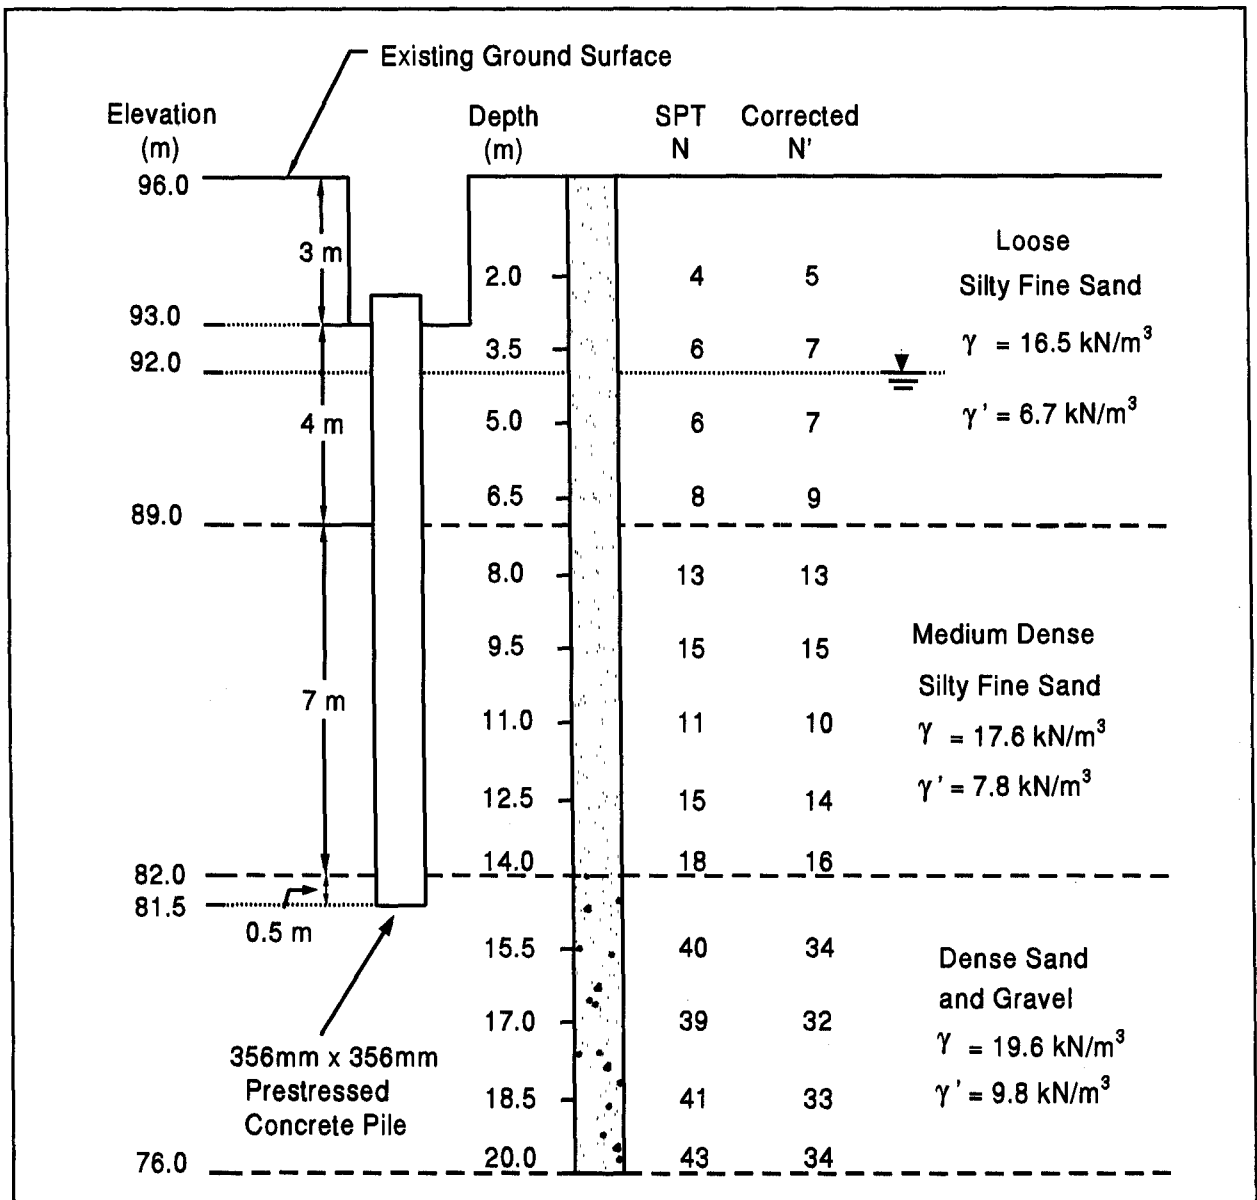 Existing Ground Surface
Elevation (m)
Depth (m)
SPT N
Corrected N'
96.0
3 m
Loose
Silty Fine Sand
2.0 4 5
93.0
γ = 16.5 kN/m³
3.5 6 7
92.0
γ' = 6.7 kN/m³
4 m
5.0 6 7
6.5 8 9
89.0
8.0 13 13
Medium Dense
9.5 15 15
Silty Fine Sand
7 m
11.0 11 10
γ = 17.6 kN/m³
γ' = 7.8 kN/m³
12.5 15 14
14.0 18 16
82.0
81.5
0.5 m
15.5 40 34
Dense Sand
and Gravel
17.0 39 32
γ = 19.6 kN/m³
356mm x 356mm
Prestressed
Concrete Pile
18.5 41 33
γ' = 9.8 kN/m³
76.0
20.0 43 34